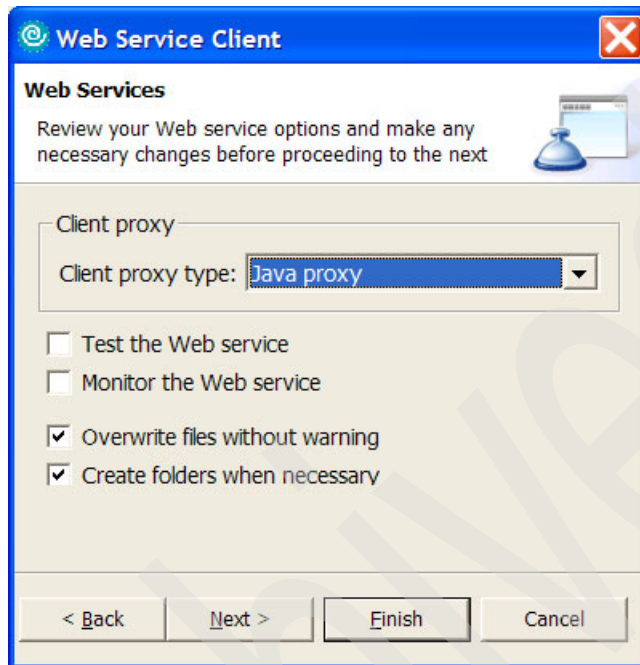 Web Service Client
Web Services
Review your Web service options and make any
necessary changes before proceeding to the next
Client proxy
Client proxy type: Java proxy
Test the Web service
Monitor the Web service
Overwrite files without warning
Create folders when necessary
< Back Next > Finish Cancel